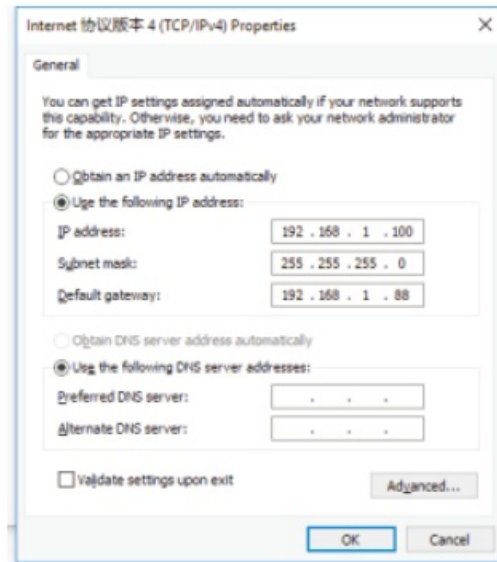 Internet 协议版本 4 (TCP/IPv4) Properties
General
You can get IP settings assigned automatically if your network supports
this capability. Otherwise, you need to ask your network administrator
for the appropriate IP settings.
Obtain an IP address automatically
Use the following IP address:
IP address: 192 . 168 . 1 . 100
Subnet mask: 255 . 255 . 255 . 0
Default gateway: 192 . 168 . 1 . 88
Obtain DNS server address automatically
Use the following DNS server addresses:
Preferred DNS server: . . .
Alternate DNS server: . . .
Validate settings upon exit
Advanced...
OK Cancel